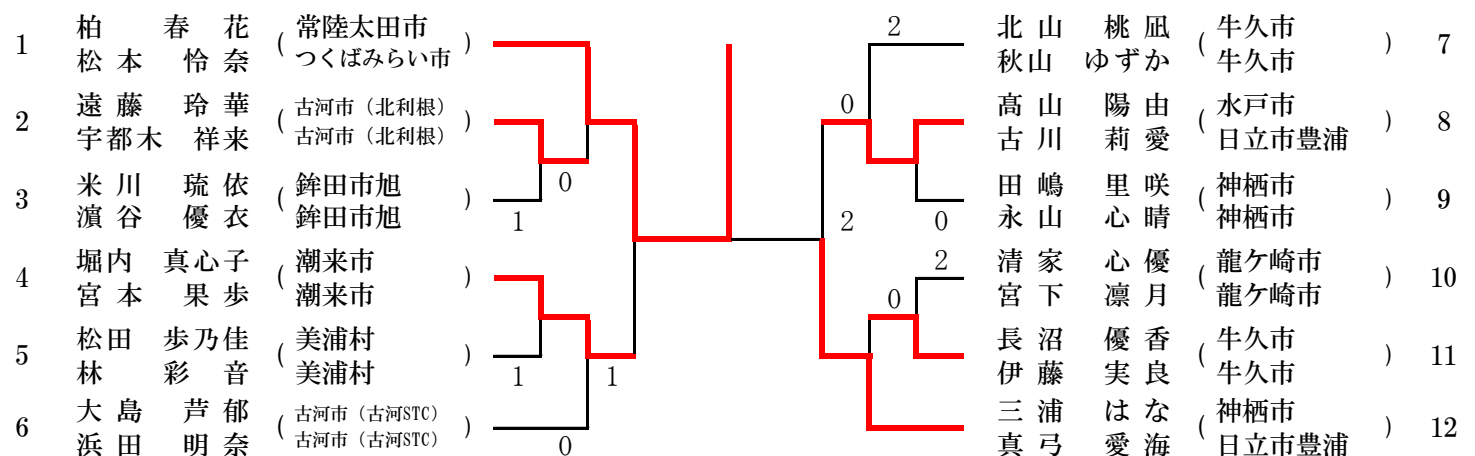 1 柏 春 花 ( 常陸太田市 )
松 本 怜 奈 つくばみらい市
2 遠 藤 玲 華 ( 古河市（北利根） )
宇都木 祥来 古河市（北利根）
3 米 川 琉 依 ( 鉾田市旭 )
濵 谷 優 衣 鉾田市旭
4 堀内 真心子 ( 潮来市 )
宮 本 果 歩 潮来市
5 松田 歩乃佳 ( 美浦村 )
林 彩 音 美浦村
6 大 島 芦 郁 ( 古河市（古河STC） )
浜 田 明 奈 古河市（古河STC）
0
1
1
1
0
2
0
2
0
2
0
北 山 桃 凪 ( 牛久市 ) 7
秋山 ゆずか 牛久市
髙 山 陽 由 ( 水戸市 ) 8
古 川 莉 愛 日立市豊浦
田 嶋 里 咲 ( 神栖市 ) 9
永 山 心 晴 神栖市
清 家 心 優 ( 龍ケ崎市 ) 10
宮 下 凛 月 龍ケ崎市
長 沼 優 香 ( 牛久市 ) 11
伊 藤 実 良 牛久市
三 浦 は な ( 神栖市 ) 12
真 弓 愛 海 日立市豊浦